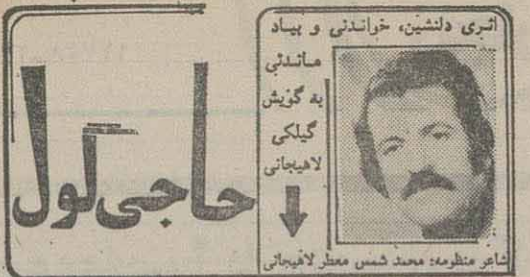 اثری دلنشین، خواندنی و بیاد
ماندنی
به گویش
گیلکی
لاهیجانی
شاعر منظومه: محمد شمس معطر لاهیجانی
حاجی گول